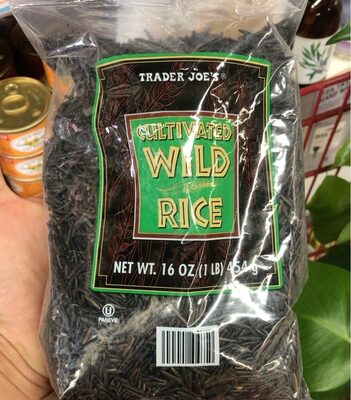 TRADER JOE'S®
CULTIVATED
WILD
RICE
NET WT. 16 OZ (1 LB) 454 g
U
PAREVE